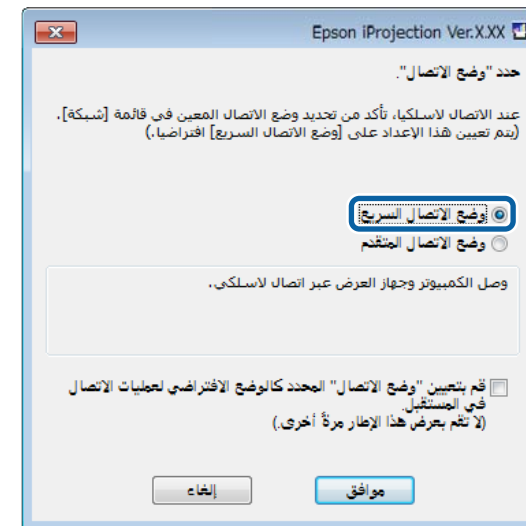 Epson iProjection Ver.X.XX
حدد "وضع الاتصال".
عند الاتصال لاسلكيا، تأكد من تحديد وضع الاتصال المعين في قائمة [شبكة].
(يتم تعيين هذا الإعداد على [وضع الاتصال السريع] افتراضيا.)
وضع الاتصال السريع
وضع الاتصال المتقدم
وصل الكمبيوتر وجهاز العرض عبر اتصال لاسلكي.
قم بتعيين "وضع الاتصال" المحدد كالوضع الافتراضي لعمليات الاتصال
في المستقبل.
(لا تقم بعرض هذا الإطار مرةً أخرى.)
موافق
إلغاء